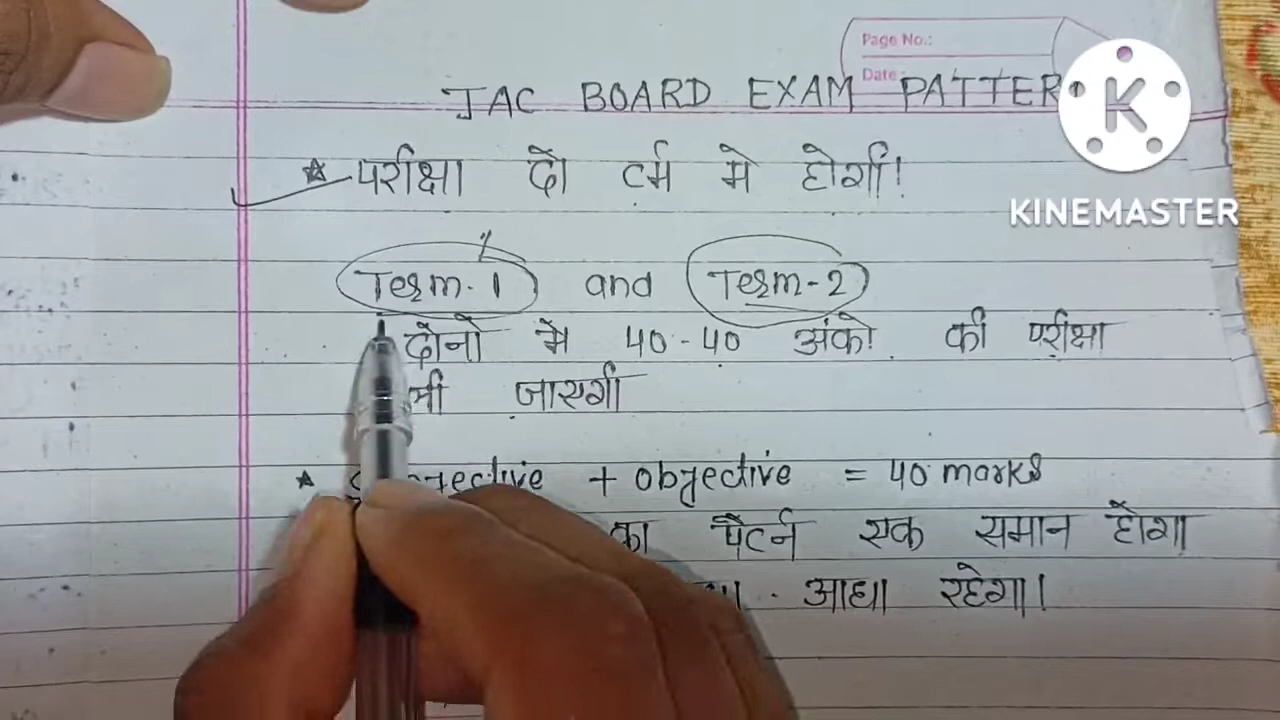 Page No.:
Date:
JAC BOARD EXAM PATTER
KINEMASTER
परीक्षा दो टर्म मे होगी।
Term-1 and Term-2
दोनो मे 40-40 अंको की परीक्षा
ली जाएगी
objective = 40 marks
का पैटर्न एक समान होगा
आधा रहेगा।